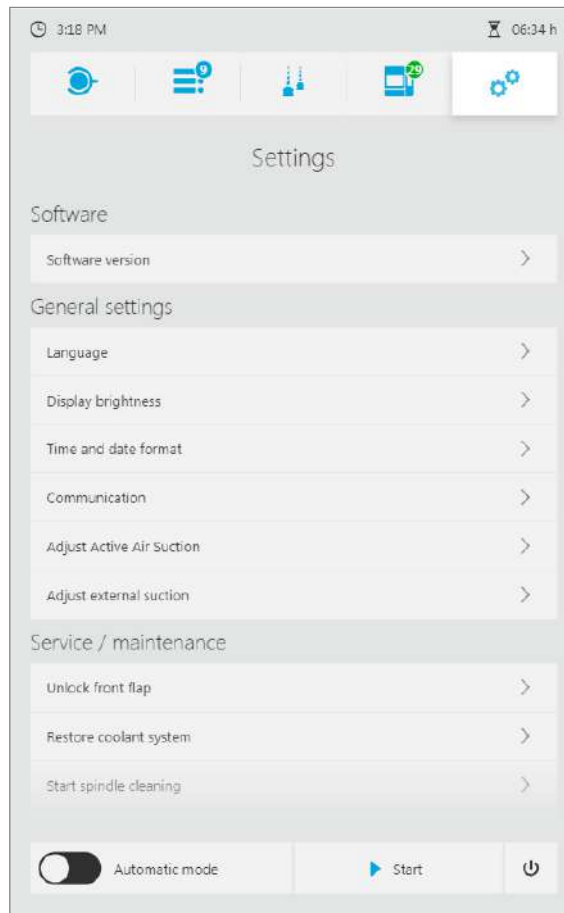 3:18 PM
06:34 h
9
29
Settings
Software
Software version
General settings
Language
Display brightness
Time and date format
Communication
Adjust Active Air Suction
Adjust external suction
Service / maintenance
Unlock front flap
Restore coolant system
Start spindle cleaning
Automatic mode
Start